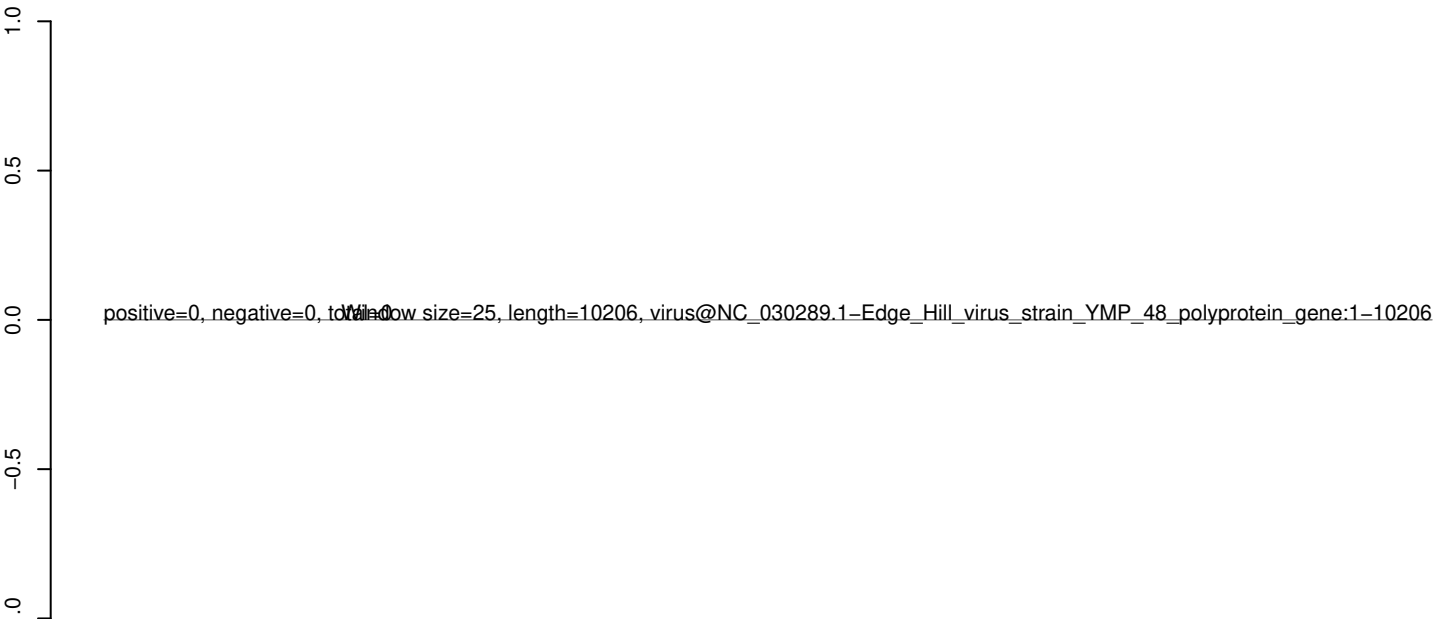 1.0
0.5
0.0
−0.5
.0
positive=0, negative=0, total=0
Window size=25, length=10206, virus@NC_030289.1−Edge_Hill_virus_strain_YMP_48_polyprotein_gene:1−10206